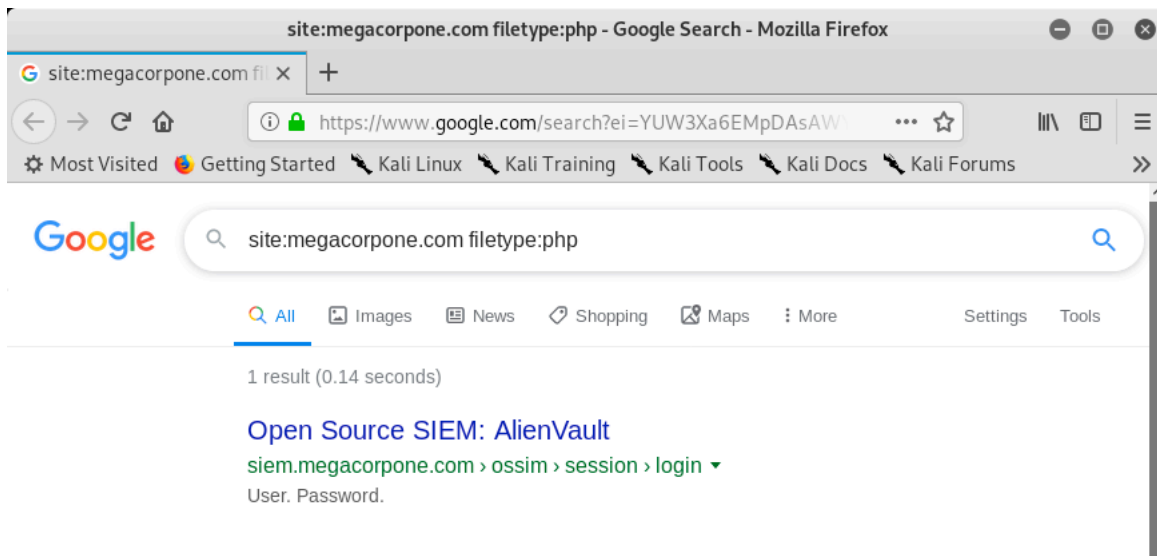 site:megacorpone.com filetype:php - Google Search - Mozilla Firefox
G site:megacorpone.com fil
https://www.google.com/search?ei=YUW3Xa6EMpDAsAW
Most Visited Getting Started Kali Linux Kali Training Kali Tools Kali Docs Kali Forums
Google site:megacorpone.com filetype:php
All Images News Shopping Maps More Settings Tools
1 result (0.14 seconds)
Open Source SIEM: AlienVault
siem.megacorpone.com › ossim › session › login
User. Password.